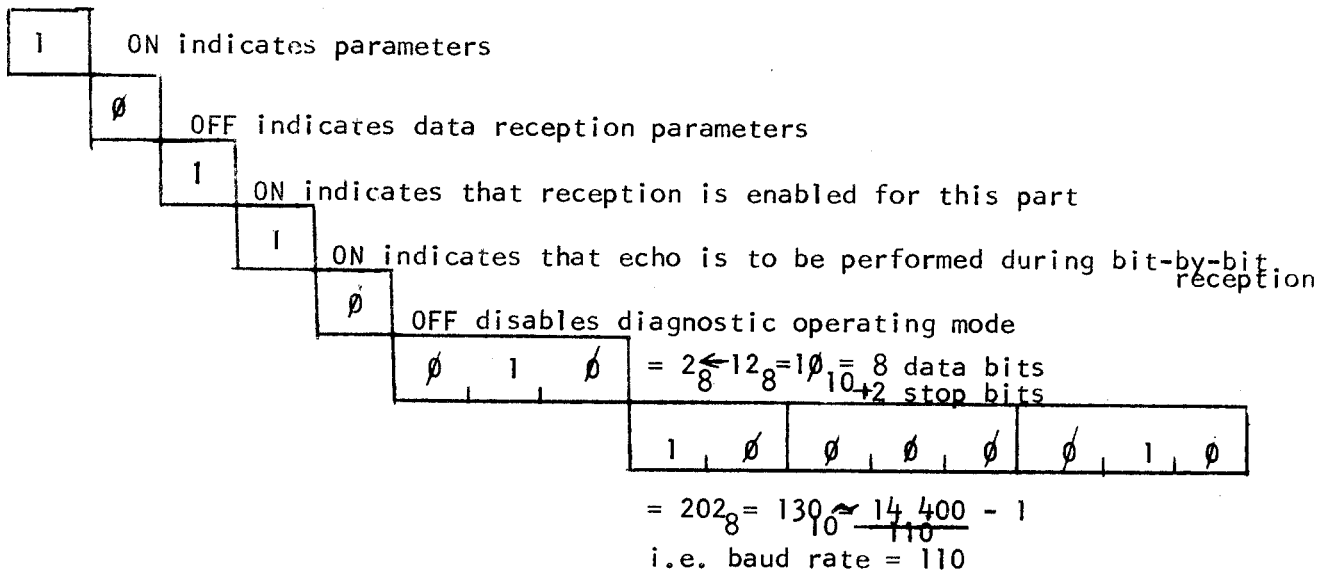 1 ON indicates parameters
Ø OFF indicates data reception parameters
1 ON indicates that reception is enabled for this part
1 ON indicates that echo is to be performed during bit-by-bit reception
Ø OFF disables diagnostic operating mode
Ø 1 Ø = 2₈←12₈=1Ø₁₀= 8 data bits
+2 stop bits
1 Ø Ø Ø Ø Ø 1 Ø
= 202₈= 130₁₀≃ 14 400 - 1
110
i.e. baud rate = 110